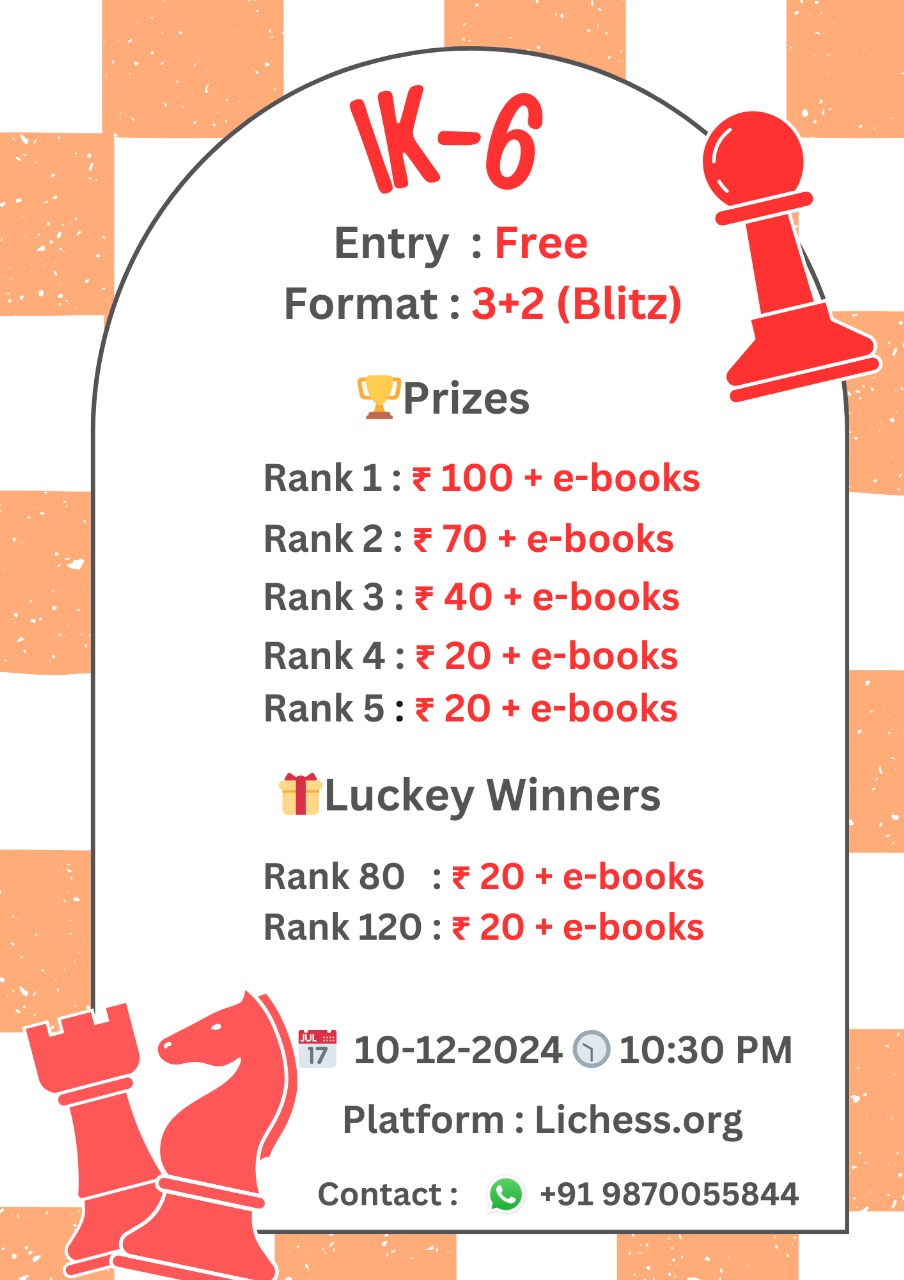 IK-6
Entry : Free
Format : 3+2 (Blitz)
🏆Prizes
Rank 1 : ₹ 100 + e-books
Rank 2 : ₹ 70 + e-books
Rank 3 : ₹ 40 + e-books
Rank 4 : ₹ 20 + e-books
Rank 5 : ₹ 20 + e-books
🎁Luckey Winners
Rank 80 : ₹ 20 + e-books
Rank 120 : ₹ 20 + e-books
📅 10-12-2024 🕥 10:30 PM
Platform : Lichess.org
Contact : +91 9870055844